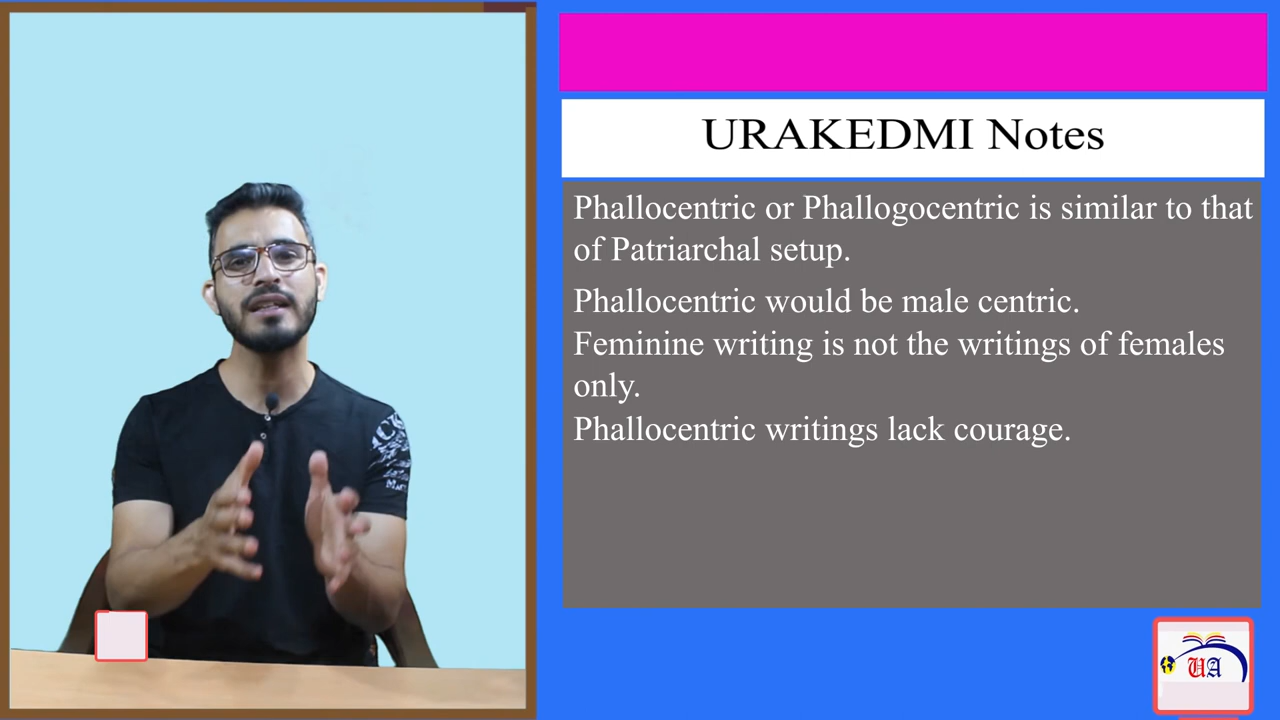 URAKEDMI Notes
Phallocentric or Phallogocentric is similar to that
of Patriarchal setup.
Phallocentric would be male centric.
Feminine writing is not the writings of females
only.
Phallocentric writings lack courage.
UA